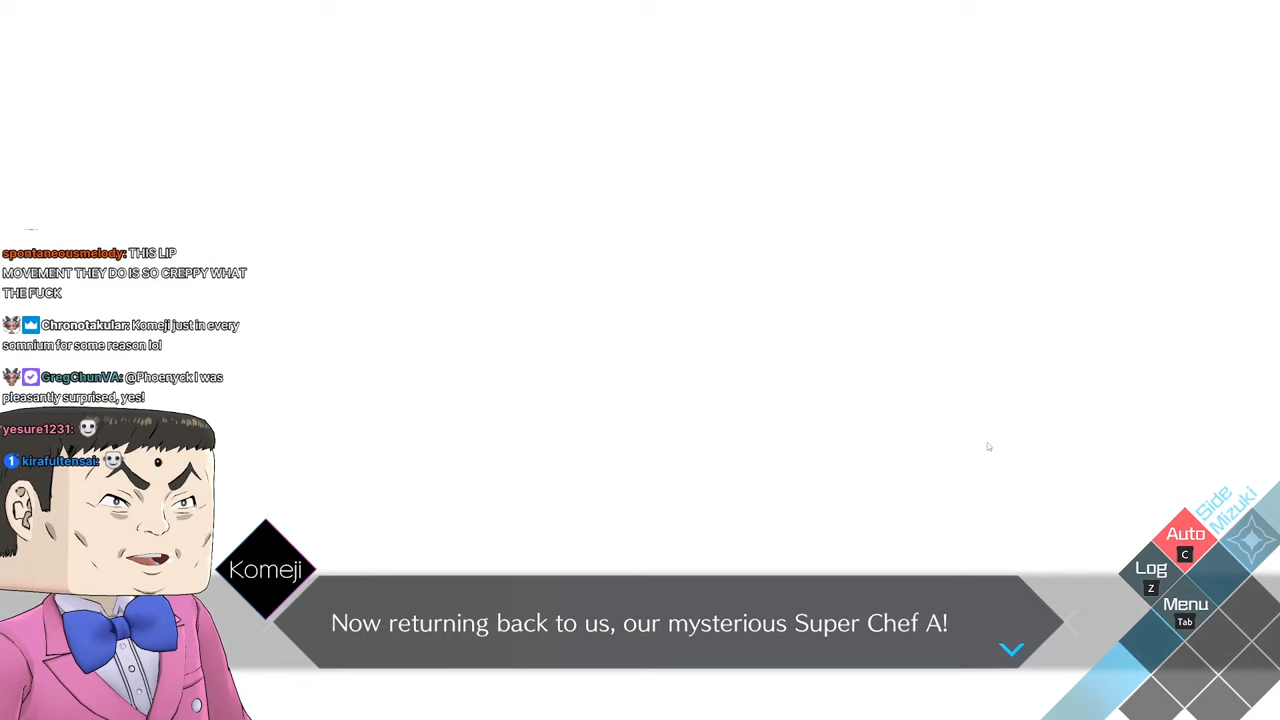 spontaneousmelody: THIS LIP
MOVEMENT THEY DO IS SO CREPPY WHAT
THE FUCK
Chronotakular: Komeji just in every
somnium for some reason lol
GregChunVA: @Phoenyck I was
pleasantly surprised, yes!
yesure1231:
1 kirafultensai:
Komeji
Now returning back to us, our mysterious Super Chef A!
Side
Mizuki
Auto
C
Log
Z
Menu
Tab